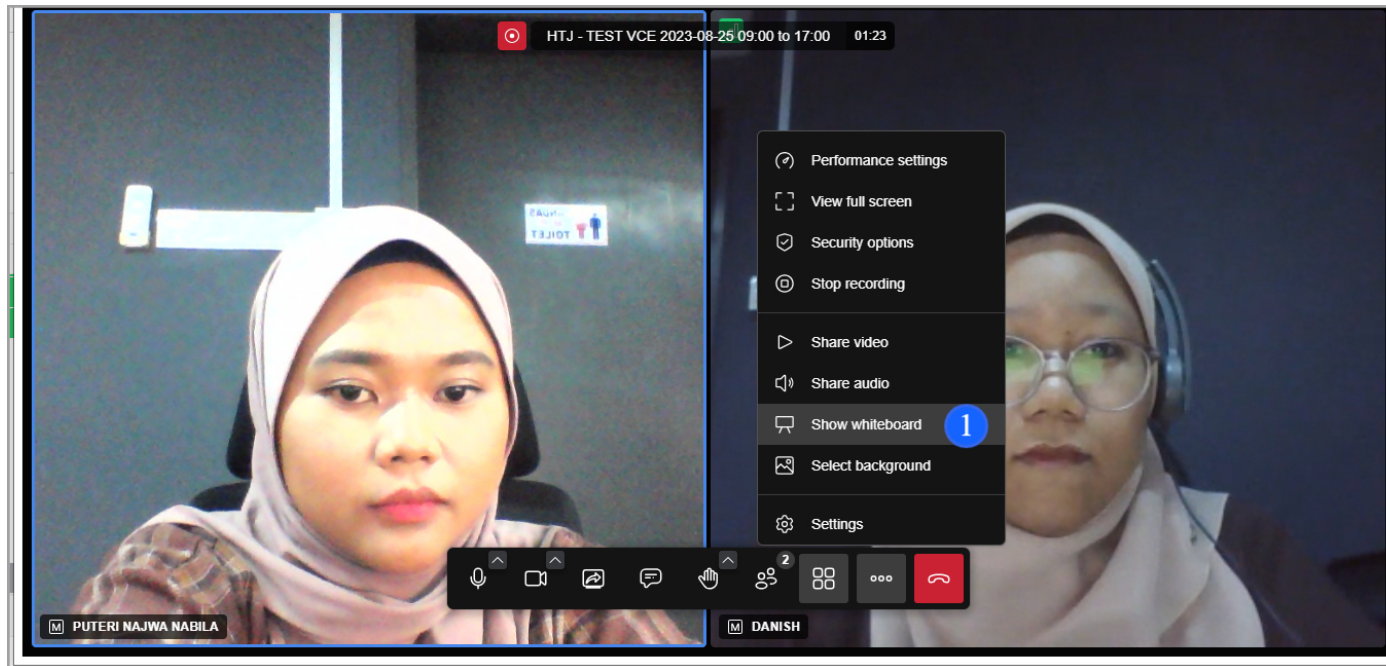 HTJ - TEST VCE 2023-08-25 09:00 to 17:00 01:23
TANDAS
TOILET
Performance settings
View full screen
Security options
Stop recording
Share video
Share audio
Show whiteboard 1
Select background
Settings
2
M PUTERI NAJWA NABILA
M DANISH